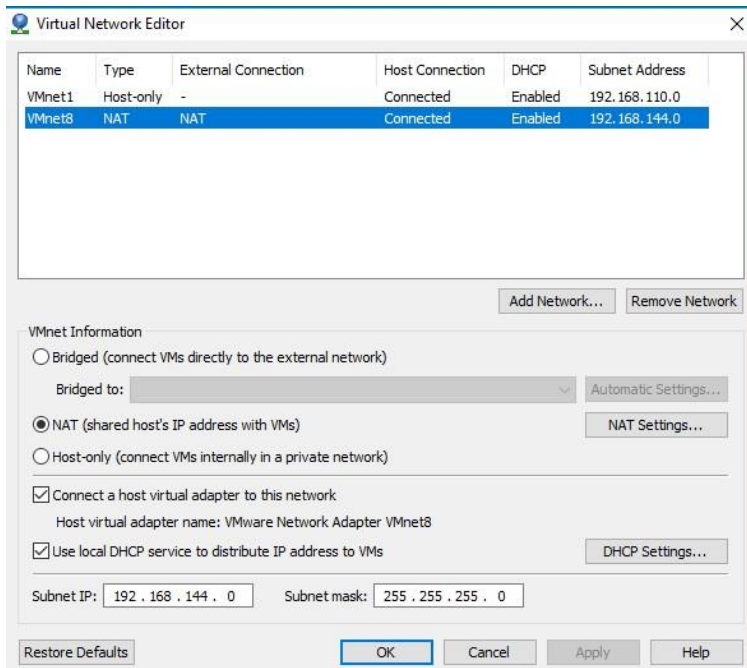 Virtual Network Editor
Name Type External Connection Host Connection DHCP Subnet Address
VMnet1 Host-only - Connected Enabled 192.168.110.0
VMnet8 NAT NAT Connected Enabled 192.168.144.0
Add Network... Remove Network
VMnet Information
Bridged (connect VMs directly to the external network)
Bridged to: Automatic Settings...
NAT (shared host's IP address with VMs) NAT Settings...
Host-only (connect VMs internally in a private network)
Connect a host virtual adapter to this network
Host virtual adapter name: VMware Network Adapter VMnet8
Use local DHCP service to distribute IP address to VMs DHCP Settings...
Subnet IP: 192 . 168 . 144 . 0 Subnet mask: 255 . 255 . 255 . 0
Restore Defaults OK Cancel Apply Help